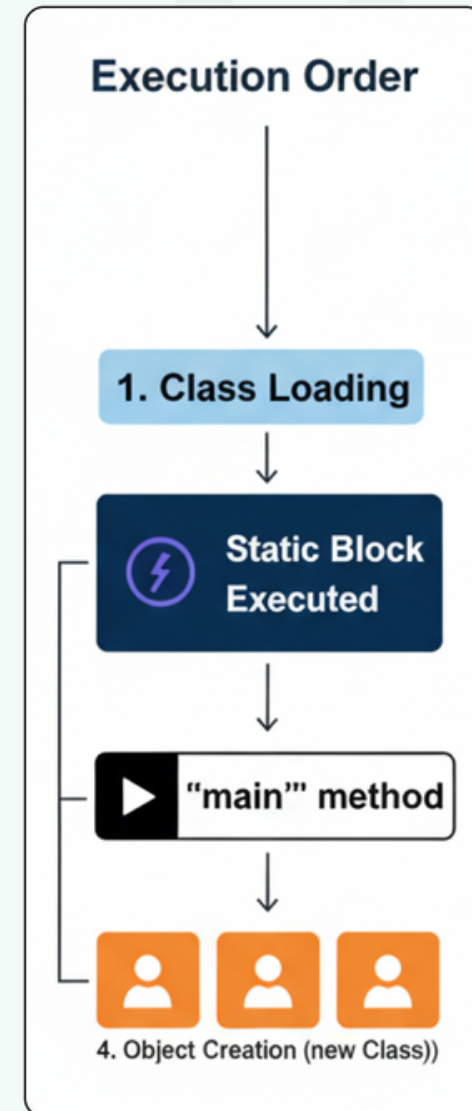 Execution Order
1. Class Loading
Static Block
Executed
“main”’ method
4. Object Creation (new Class))